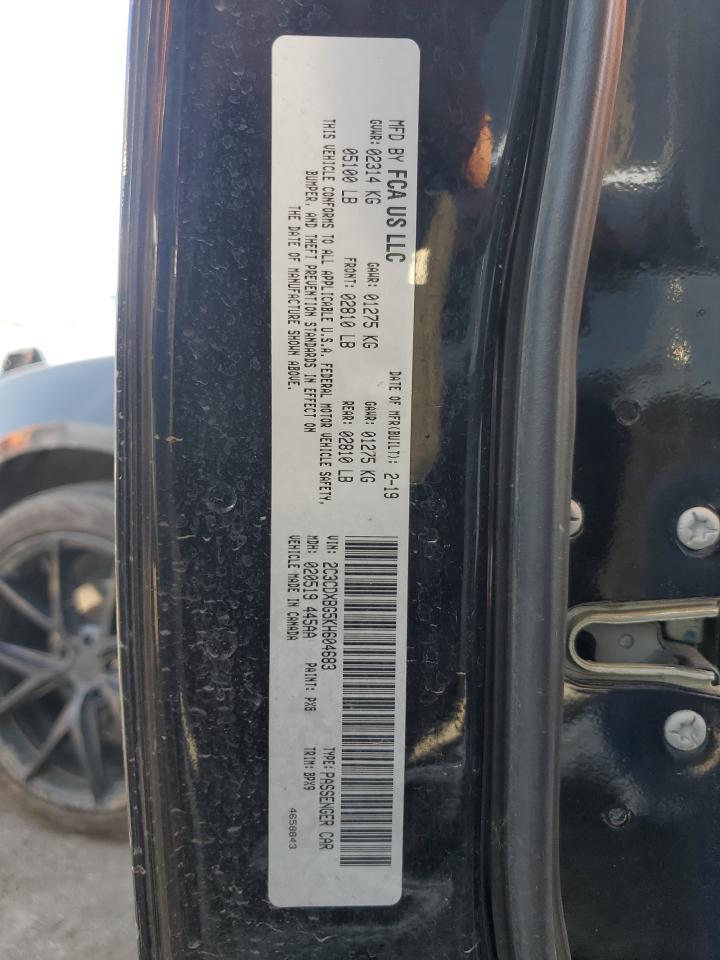 MFD BY FCA US LLC
DATE OF MFR(BUILT): 2-19
GVWR: 02314 KG
GAWR: 01275 KG
GAWR: 01275 KG
05100 LB
FRONT: 02810 LB
REAR: 02810 LB
THIS VEHICLE CONFORMS TO ALL APPLICABLE U.S.A. FEDERAL MOTOR VEHICLE SAFETY,
BUMPER, AND THEFT PREVENTION STANDARDS IN EFFECT ON
THE DATE OF MANUFACTURE SHOWN ABOVE.
VIN: 2C3CDXBG5KH604683
TYPE: PASSENGER CAR
MDH: 020519 445AA
PAINT: PX8
TRIM: BPX9
VEHICLE MADE IN CANADA
4658843